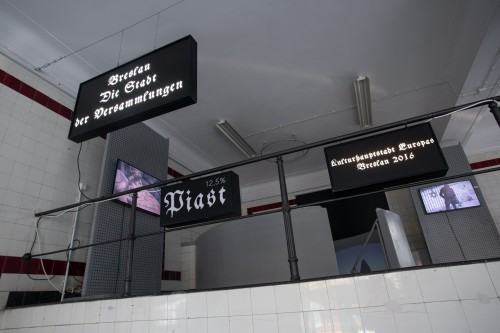 Breslau
Die Stadt
der Versammlungen
12,5%
Piast
Kulturhauptstadt Europas
Breslau 2016